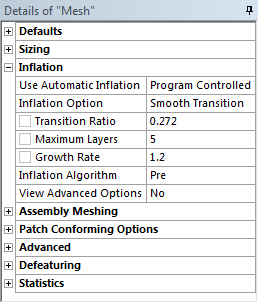 Details of "Mesh"
Defaults
Sizing
Inflation
Use Automatic Inflation Program Controlled
Inflation Option Smooth Transition
Transition Ratio 0.272
Maximum Layers 5
Growth Rate 1.2
Inflation Algorithm Pre
View Advanced Options No
Assembly Meshing
Patch Conforming Options
Advanced
Defeaturing
Statistics